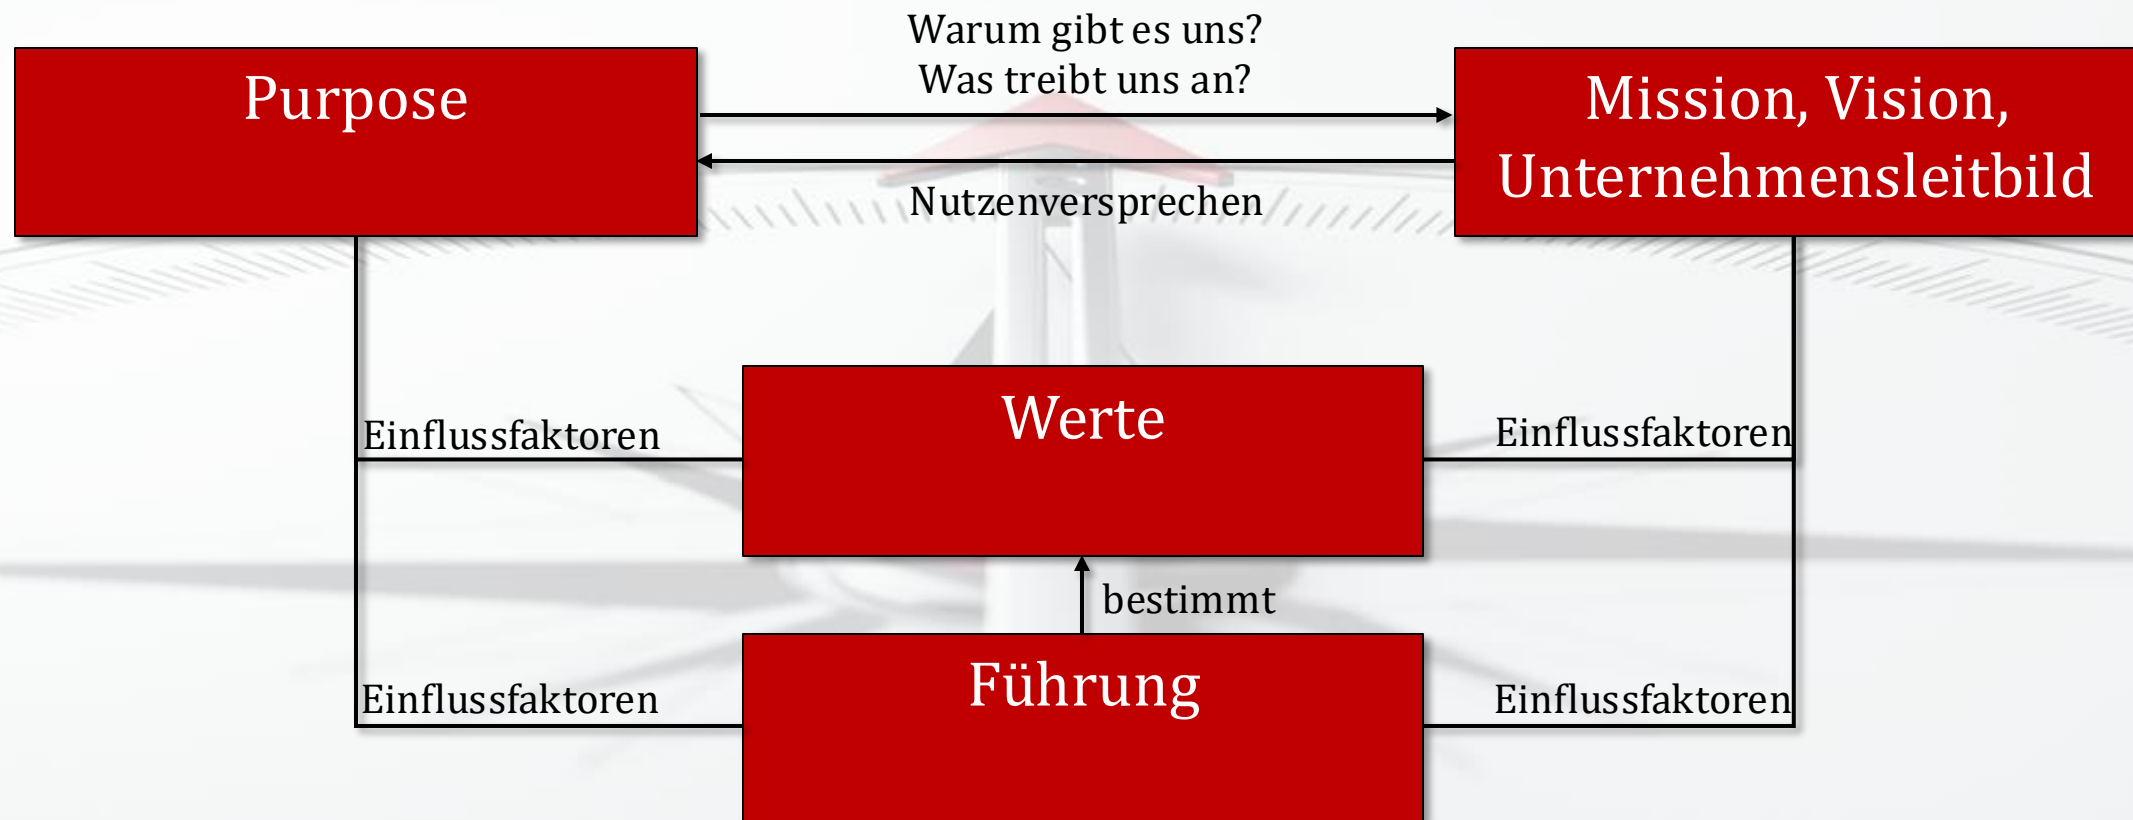 Warum gibt es uns?
Was treibt uns an?
Purpose
Mission, Vision,
Unternehmensleitbild
Nutzenversprechen
Werte
Einflussfaktoren
Einflussfaktoren
bestimmt
Führung
Einflussfaktoren
Einflussfaktoren